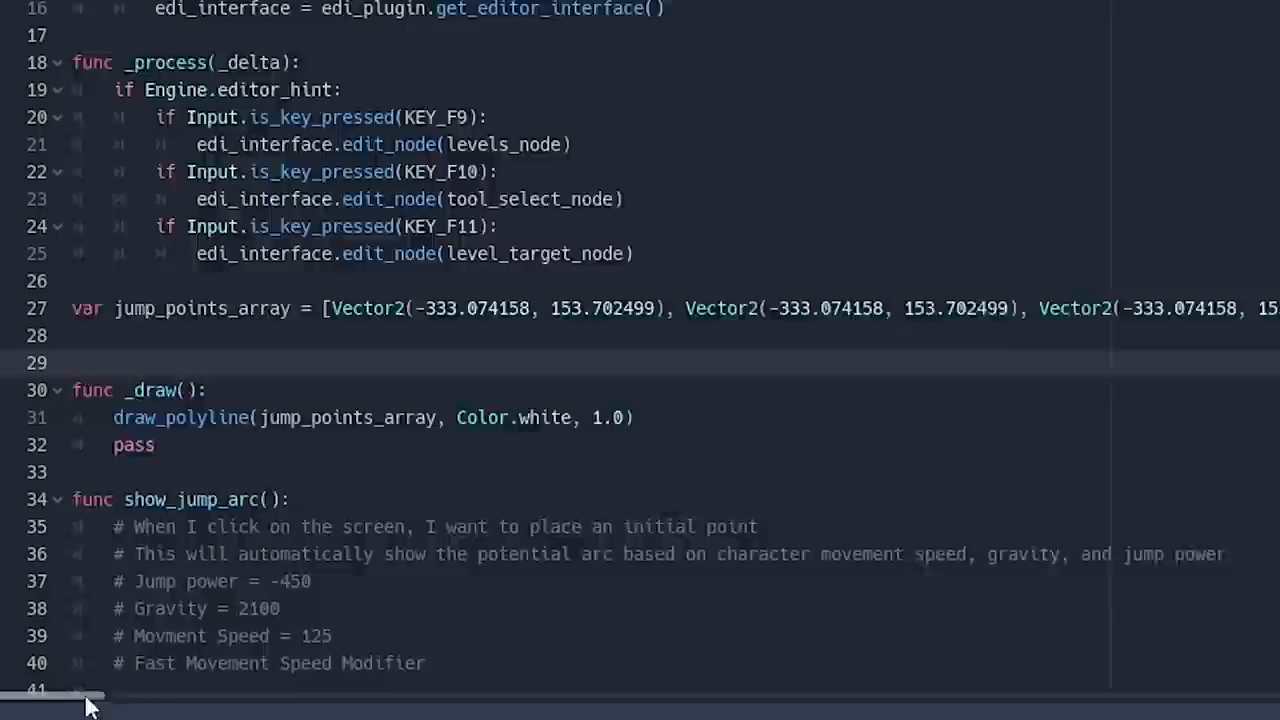 16 edi_interface = edi_plugin.get_editor_interface()
17
18 func _process(_delta):
19 if Engine.editor_hint:
20 if Input.is_key_pressed(KEY_F9):
21 edi_interface.edit_node(levels_node)
22 if Input.is_key_pressed(KEY_F10):
23 edi_interface.edit_node(tool_select_node)
24 if Input.is_key_pressed(KEY_F11):
25 edi_interface.edit_node(level_target_node)
26
27 var jump_points_array = [Vector2(-333.074158, 153.702499), Vector2(-333.074158, 153.702499), Vector2(-333.074158, 15
28
29
30 func _draw():
31 draw_polyline(jump_points_array, Color.white, 1.0)
32 pass
33
34 func show_jump_arc():
35 # When I click on the screen, I want to place an initial point
36 # This will automatically show the potential arc based on character movement speed, gravity, and jump power
37 # Jump power = -450
38 # Gravity = 2100
39 # Movment Speed = 125
40 # Fast Movement Speed Modifier
41